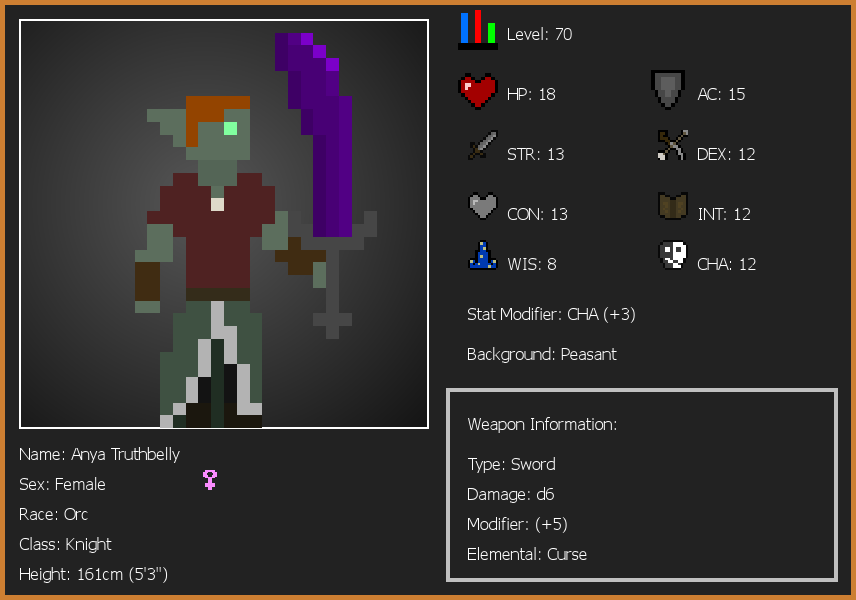 Level: 70
HP: 18
AC: 15
STR: 13
DEX: 12
CON: 13
INT: 12
WIS: 8
CHA: 12
Stat Modifier: CHA (+3)
Background: Peasant
Weapon Information:
Type: Sword
Damage: d6
Modifier: (+5)
Elemental: Curse
Name: Anya Truthbelly
Sex: Female
Race: Orc
Class: Knight
Height: 161cm (5'3")